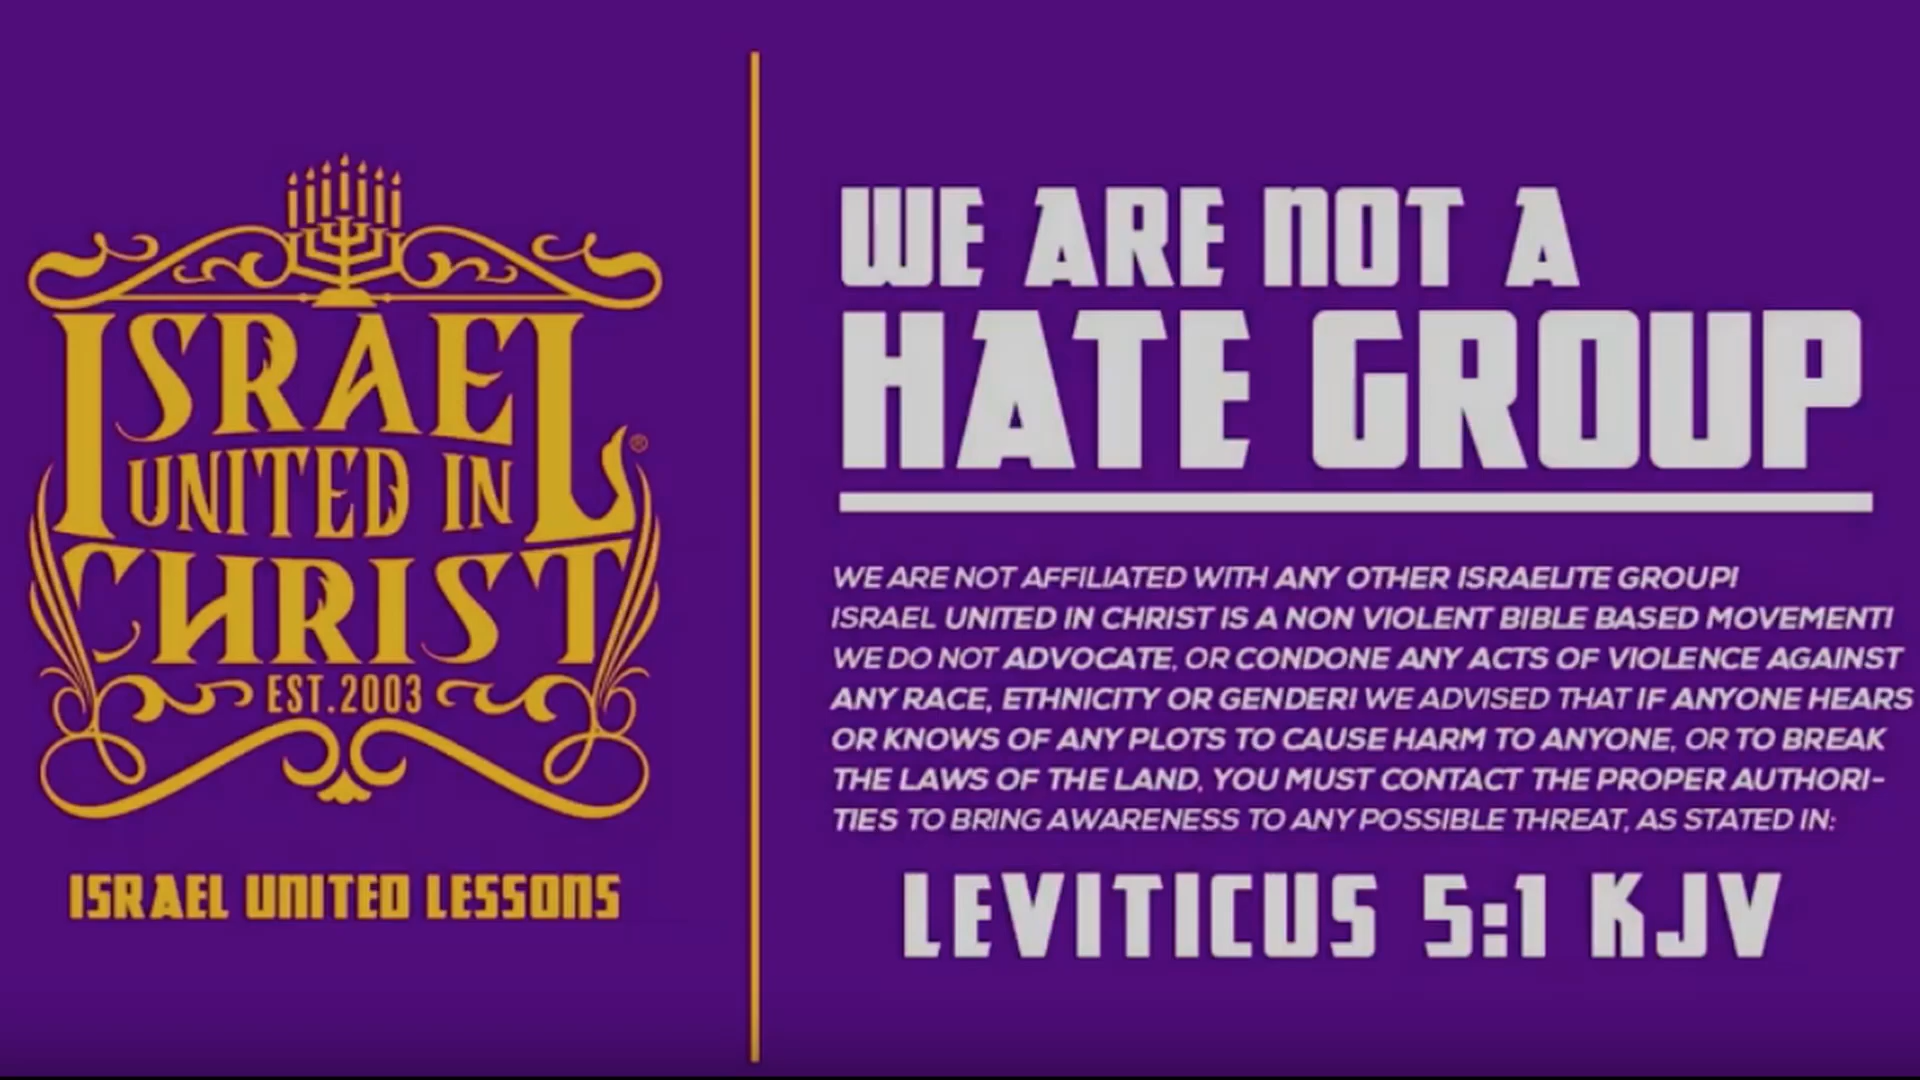 ISRAEL
UNITED IN
CHRIST
®
EST. 2003
ISRAEL UNITED LESSONS
WE ARE NOT A
HATE GROUP
WE ARE NOT AFFILIATED WITH ANY OTHER ISRAELITE GROUP!
ISRAEL UNITED IN CHRIST IS A NON VIOLENT BIBLE BASED MOVEMENT!
WE DO NOT ADVOCATE, OR CONDONE ANY ACTS OF VIOLENCE AGAINST
ANY RACE, ETHNICITY OR GENDER! WE ADVISED THAT IF ANYONE HEARS
OR KNOWS OF ANY PLOTS TO CAUSE HARM TO ANYONE, OR TO BREAK
THE LAWS OF THE LAND, YOU MUST CONTACT THE PROPER AUTHORI-
TIES TO BRING AWARENESS TO ANY POSSIBLE THREAT, AS STATED IN:
LEVITICUS 5:1 KJV